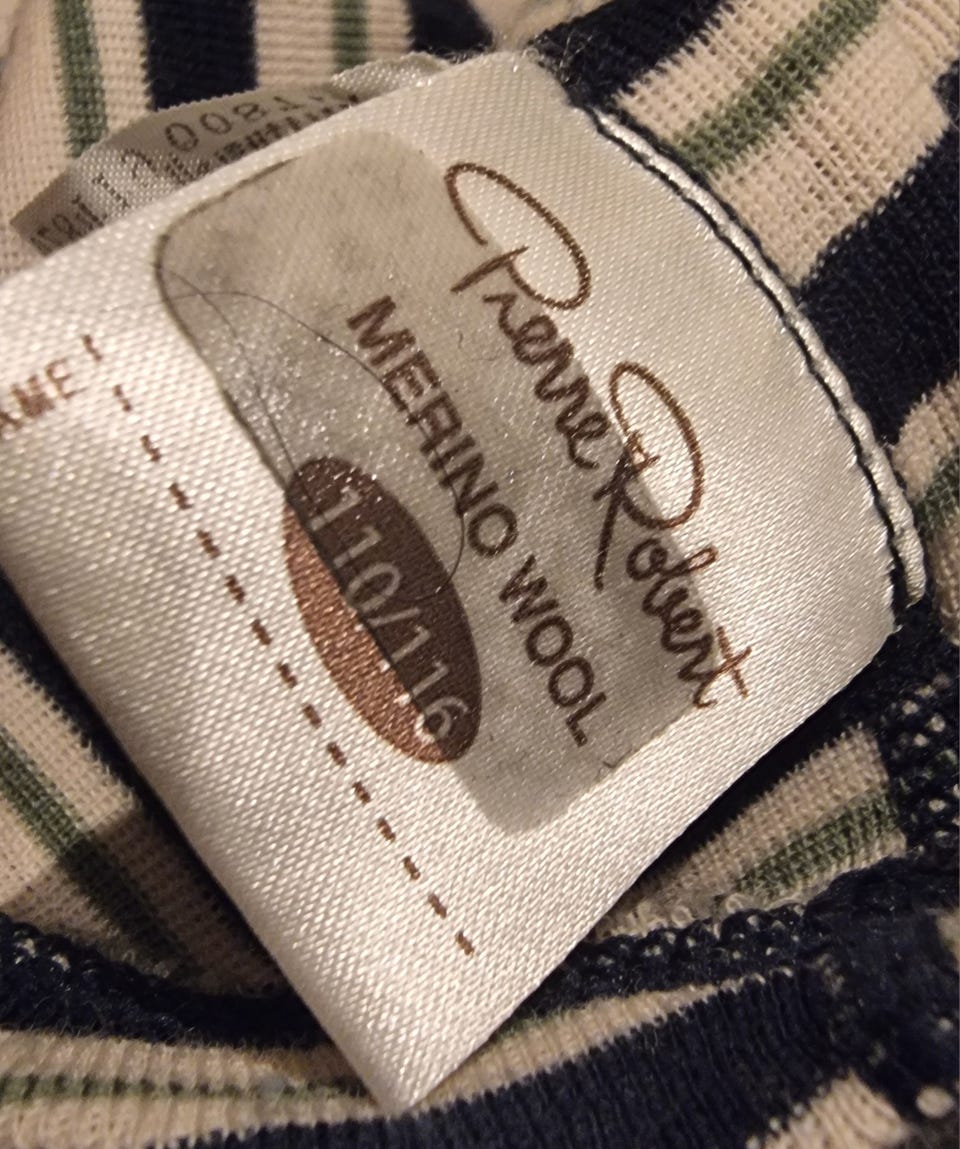 Pierre Robert
MERINO WOOL
110/116